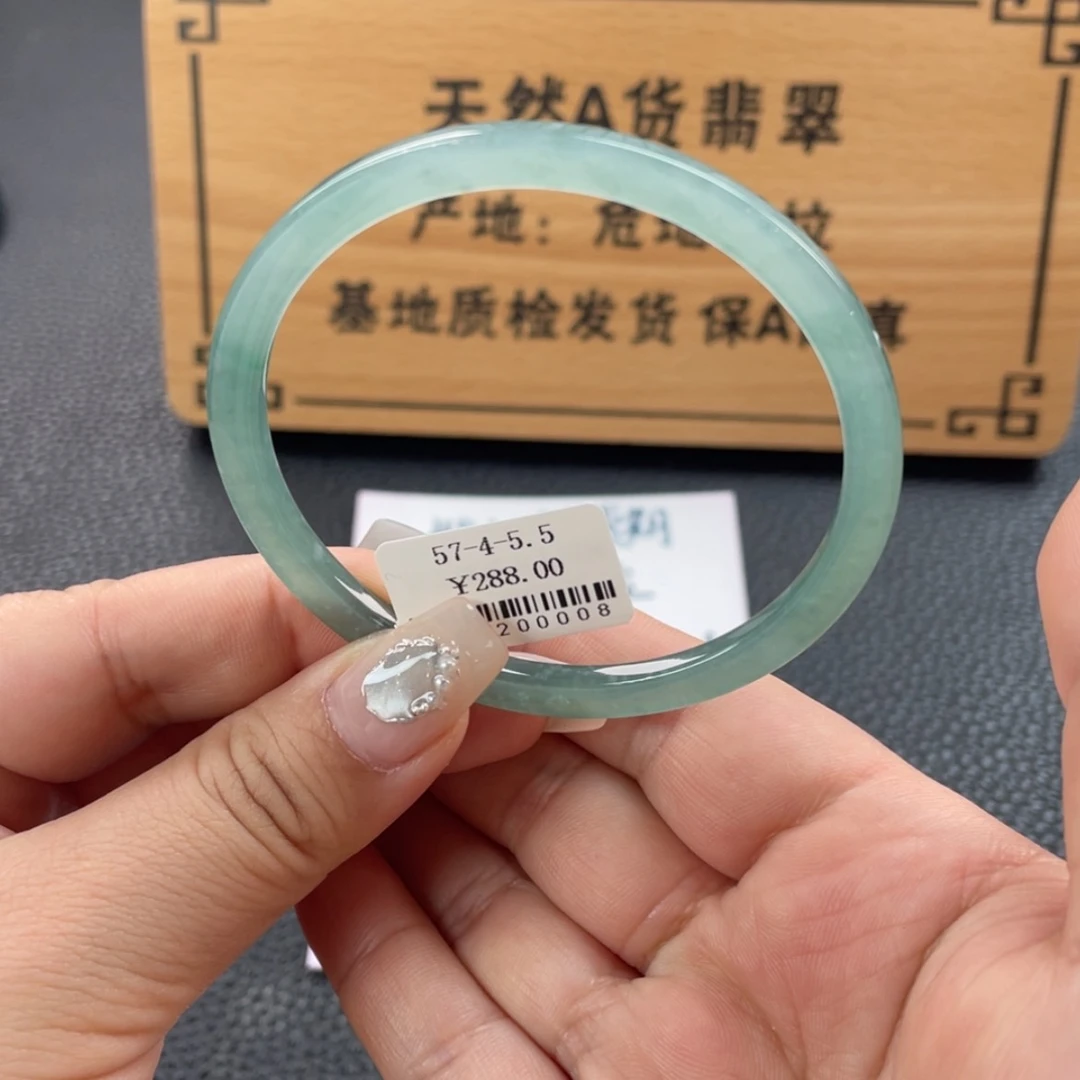 天然A货翡翠
产地：危地 拉
基地质检发货 保A 真
57-4-5.5
¥288.00
200008